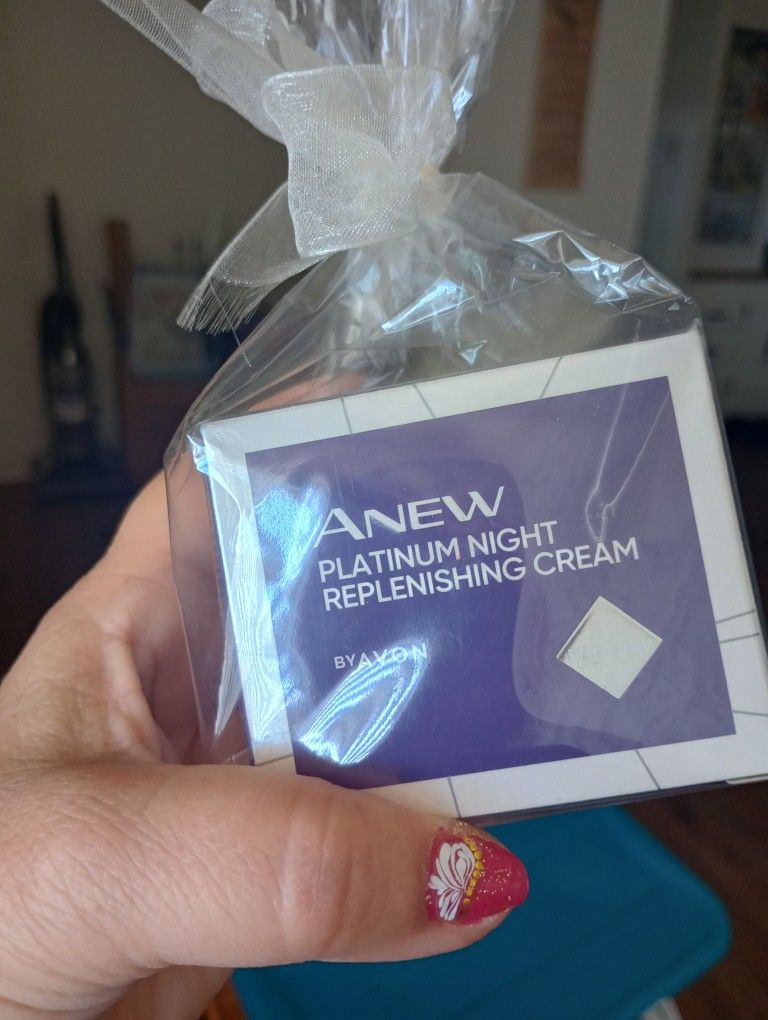 ANEW
PLATINUM NIGHT
REPLENISHING CREAM
BY AVON